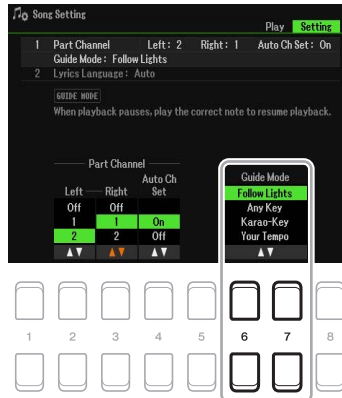 Song Setting
Play Setting
1 Part Channel Left: 2 Right: 1 Auto Ch Set: On
Guide Mode: Follow Lights
2 Lyrics Language: Auto
GUIDE MODE
When playback pauses, play the correct note to resume playback.
Part Channel
Left Right Auto Ch Set
Guide Mode
Off Off
1 1 On
2 2 Off
Follow Lights
Any Key
Karao-Key
Your Tempo
1 2 3 4 5 6 7 8